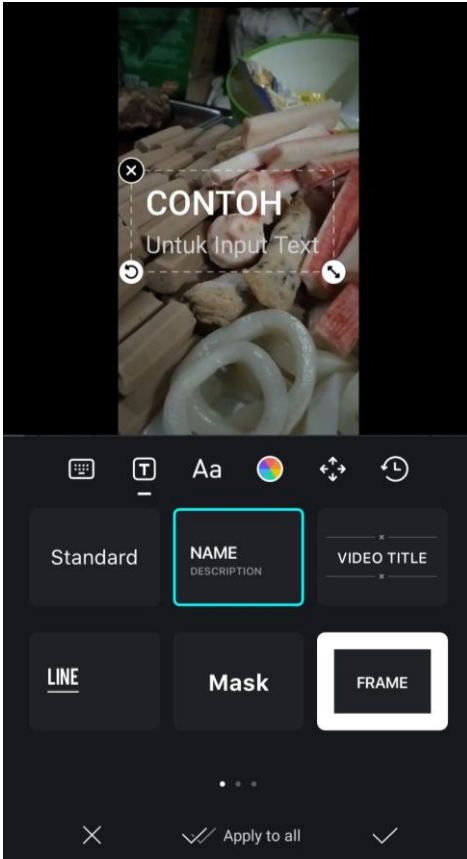 CONTOH
Untuk Input Text
T
Aa
Standard
NAME
DESCRIPTION
VIDEO TITLE
LINE
Mask
FRAME
Apply to all